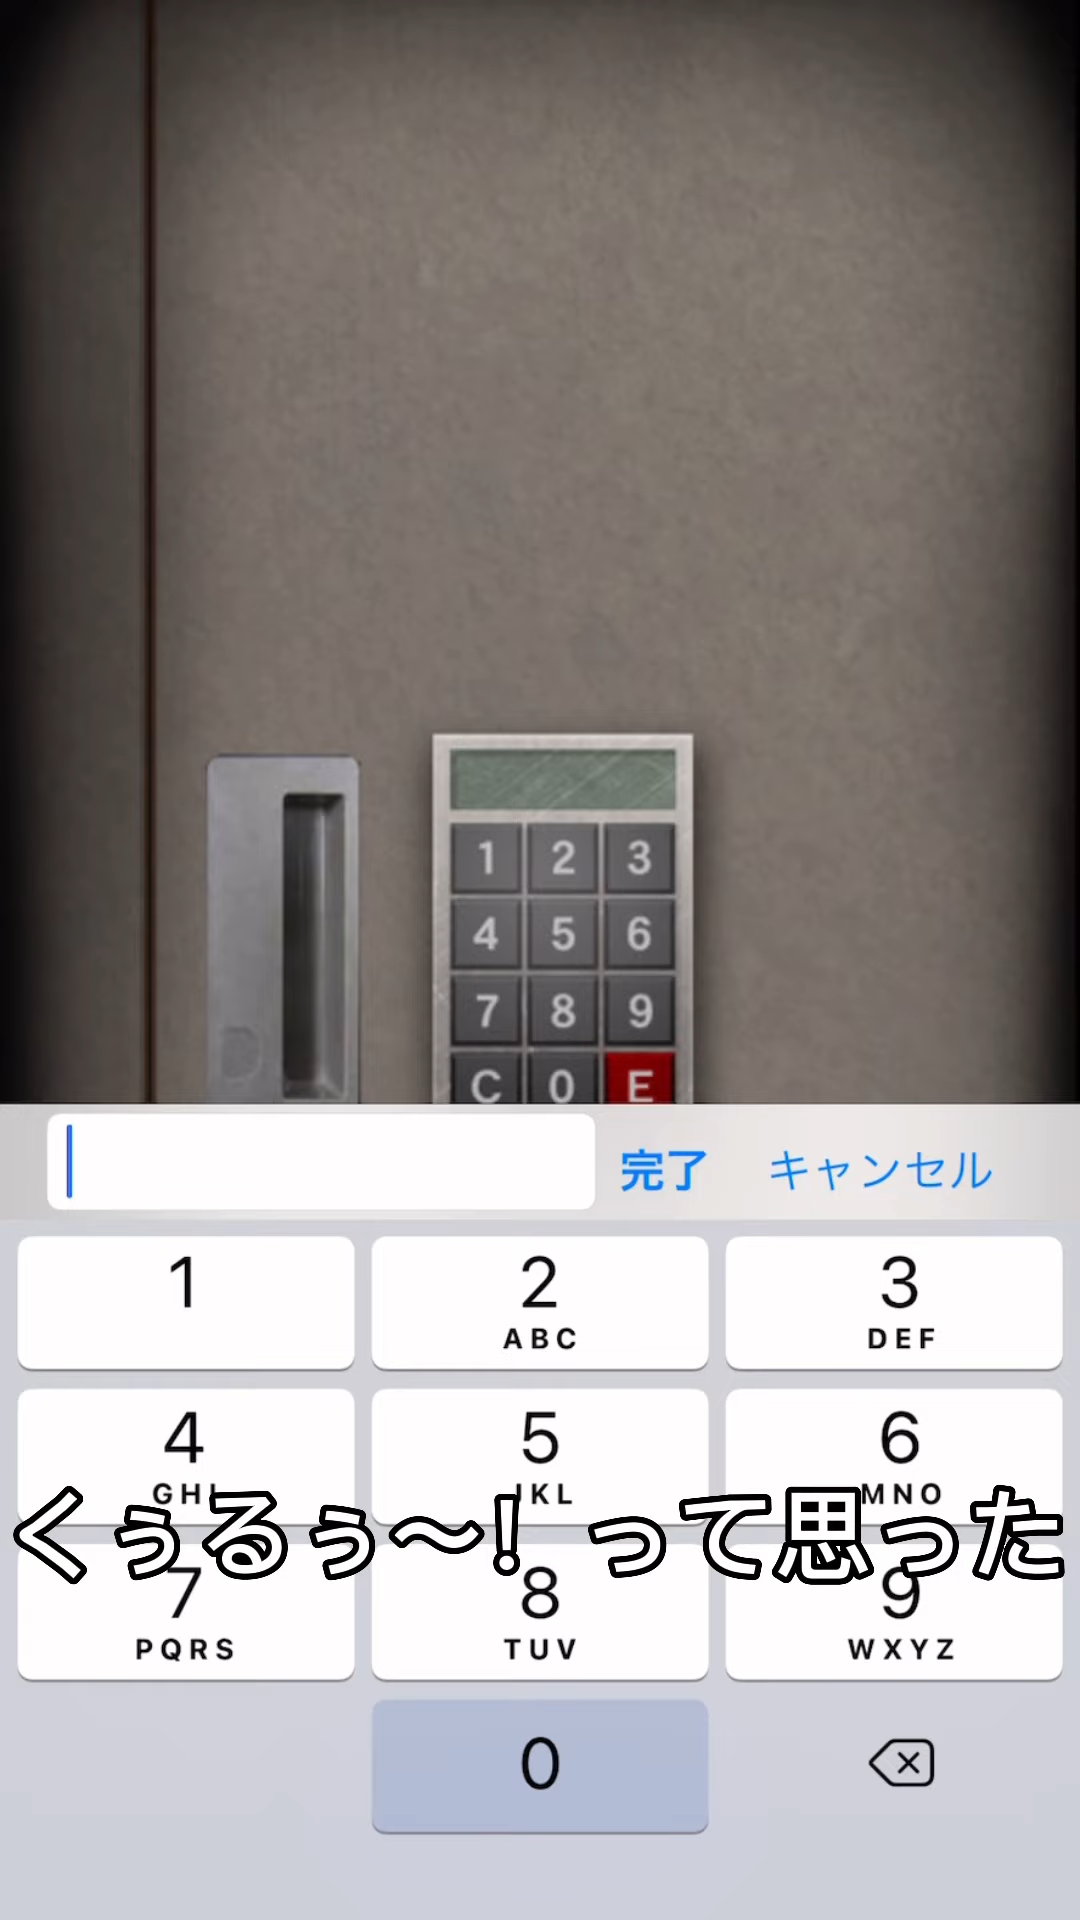 1 2 3
4 5 6
7 8 9
C 0 E
完了 キャンセル
1 2 3
ABC DEF
4 5 6
GHI JKL MNO
くぅるぅ〜！って思った
7 8 9
PQRS TUV WXYZ
0